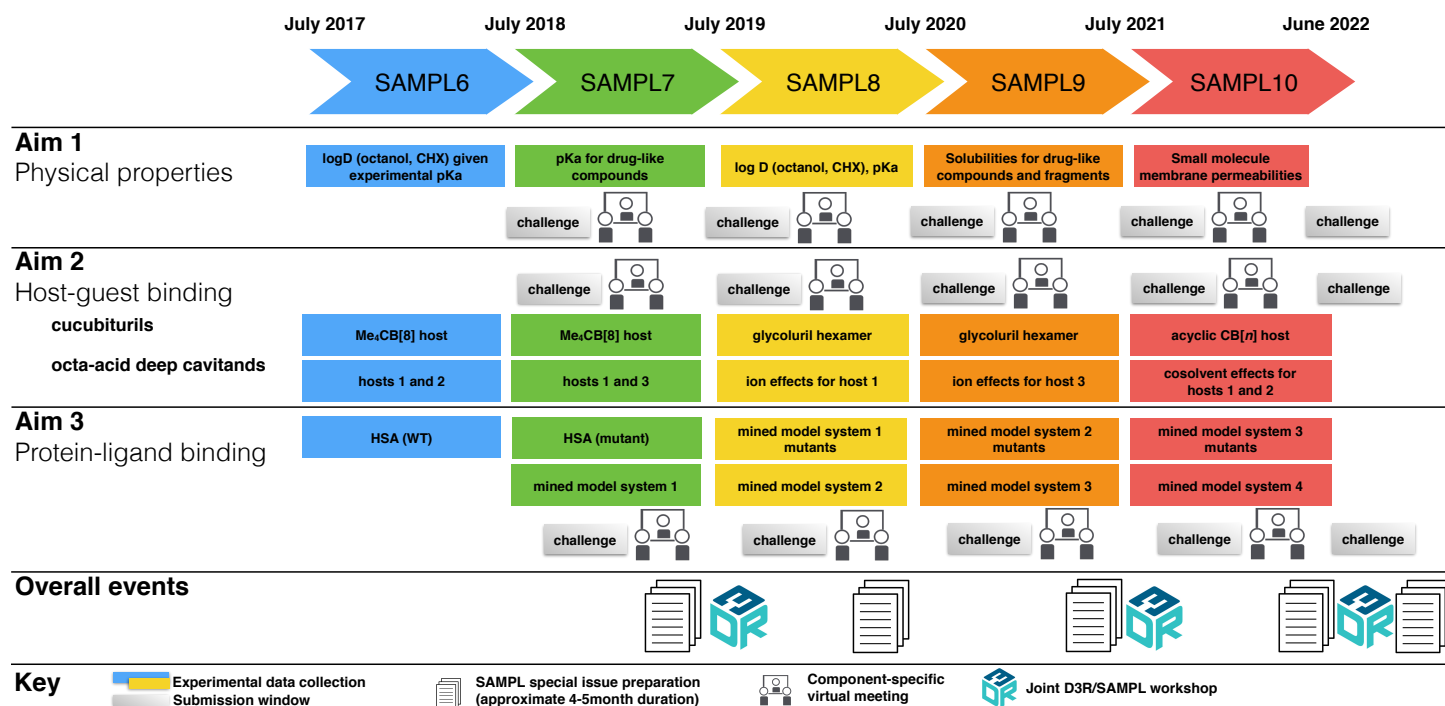 July 2017
July 2018
July 2019
July 2020
July 2021
June 2022
SAMPL6
SAMPL7
SAMPL8
SAMPL9
SAMPL10
Aim 1
Physical properties
logD (octanol, CHX) given
experimental pKa
pKa for drug-like
compounds
log D (octanol, CHX), pKa
Solubilities for drug-like
compounds and fragments
Small molecule
membrane permeabilities
challenge
challenge
challenge
challenge
challenge
Aim 2
Host-guest binding
challenge
challenge
challenge
challenge
challenge
cucubiturils
Me₄CB[8] host
Me₄CB[8] host
glycoluril hexamer
glycoluril hexamer
acyclic CB[n] host
octa-acid deep cavitands
hosts 1 and 2
hosts 1 and 3
ion effects for host 1
ion effects for host 3
cosolvent effects for
hosts 1 and 2
Aim 3
Protein-ligand binding
HSA (WT)
HSA (mutant)
mined model system 1
mutants
mined model system 2
mutants
mined model system 3
mutants
mined model system 1
mined model system 2
mined model system 3
mined model system 4
challenge
challenge
challenge
challenge
challenge
Overall events
D3R
D3R
D3R
Key
Experimental data collection
Submission window
SAMPL special issue preparation
(approximate 4-5month duration)
Component-specific
virtual meeting
D3R
Joint D3R/SAMPL workshop